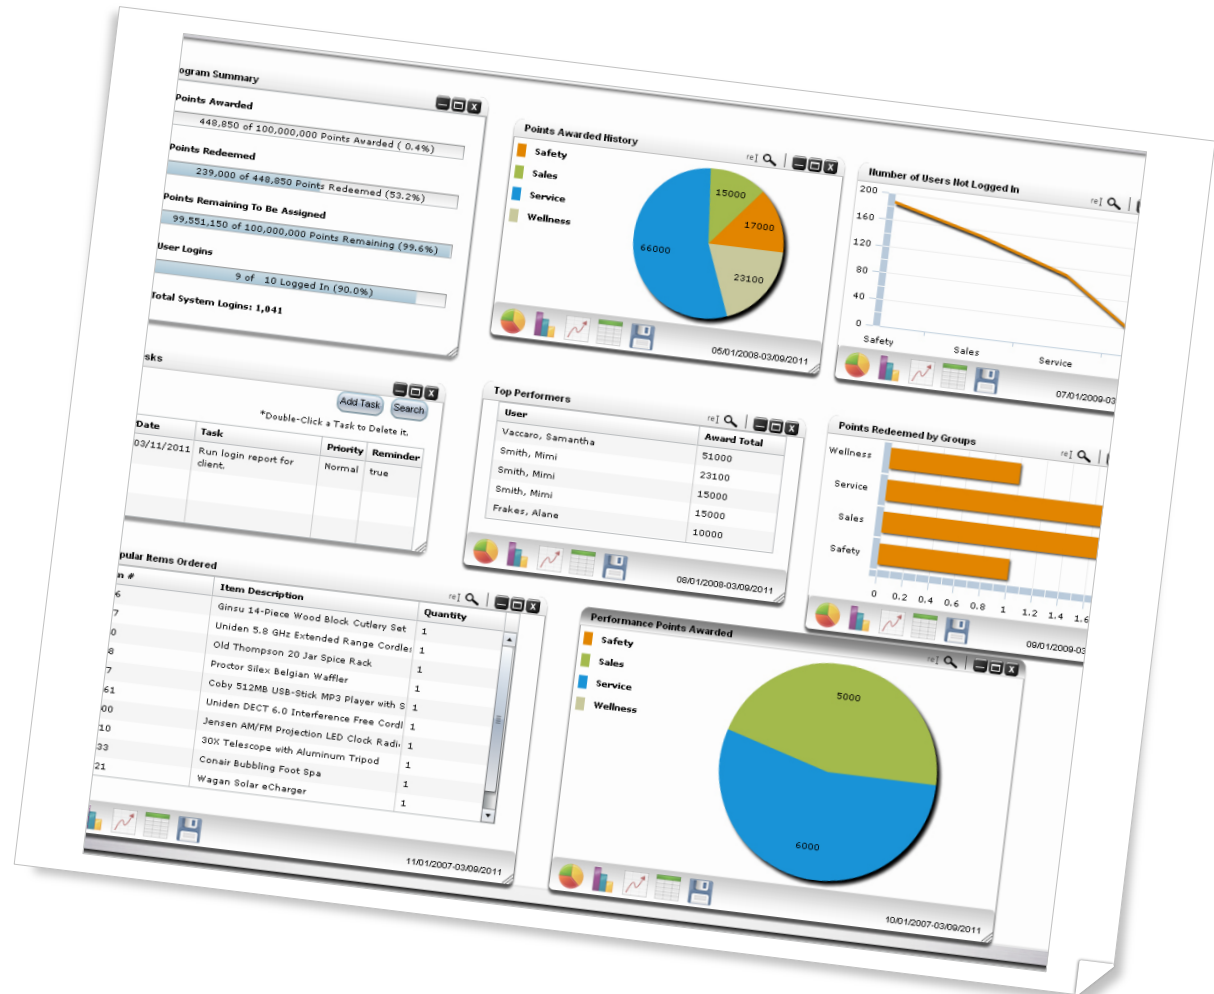 ogram Summary
Points Awarded
448,850 of 100,000,000 Points Awarded ( 0.4%)
Points Redeemed
239,000 of 448,850 Points Redeemed (53.2%)
Points Remaining To Be Assigned
99,551,150 of 100,000,000 Points Remaining (99.6%)
User Logins
9 of 10 Logged In (90.0%)
Total System Logins: 1,041
Points Awarded History
Safety
Sales
Service
Wellness
15000
17000
66000
23100
05/01/2008-03/09/2011
Number of Users Not Logged In
200
160
120
80
40
0
Safety
Sales
Service
07/01/2009-03
sks
Add Task
Search
*Double-Click a Task to Delete it.
Date Task Priority Reminder
03/11/2011 Run login report for Normal true
client.
Top Performers
User Award Total
Vaccaro, Samantha 51000
Smith, Mimi 23100
Smith, Mimi 15000
Smith, Mimi 15000
Frakes, Alane 10000
08/01/2008-03/09/2011
Points Redeemed by Groups
Wellness
Service
Sales
Safety
0 0.2 0.4 0.6 0.8 1 1.2 1.4 1.6
09/01/2009-03
pular Items Ordered
n # Item Description Quantity
6 Ginsu 14-Piece Wood Block Cutlery Set 1
7 Uniden 5.8 GHz Extended Range Cordles 1
0 Old Thompson 20 Jar Spice Rack 1
8 Proctor Silex Belgian Waffler 1
7 Coby 512MB USB-Stick MP3 Player with S 1
61 Uniden DECT 6.0 Interference Free Cordl 1
00 Jensen AM/FM Projection LED Clock Radi 1
10 30X Telescope with Aluminum Tripod 1
33 Conair Bubbling Foot Spa 1
21 Wagan Solar eCharger 1
11/01/2007-03/09/2011
Performance Points Awarded
Safety
Sales
Service
Wellness
5000
6000
10/01/2007-03/09/2011